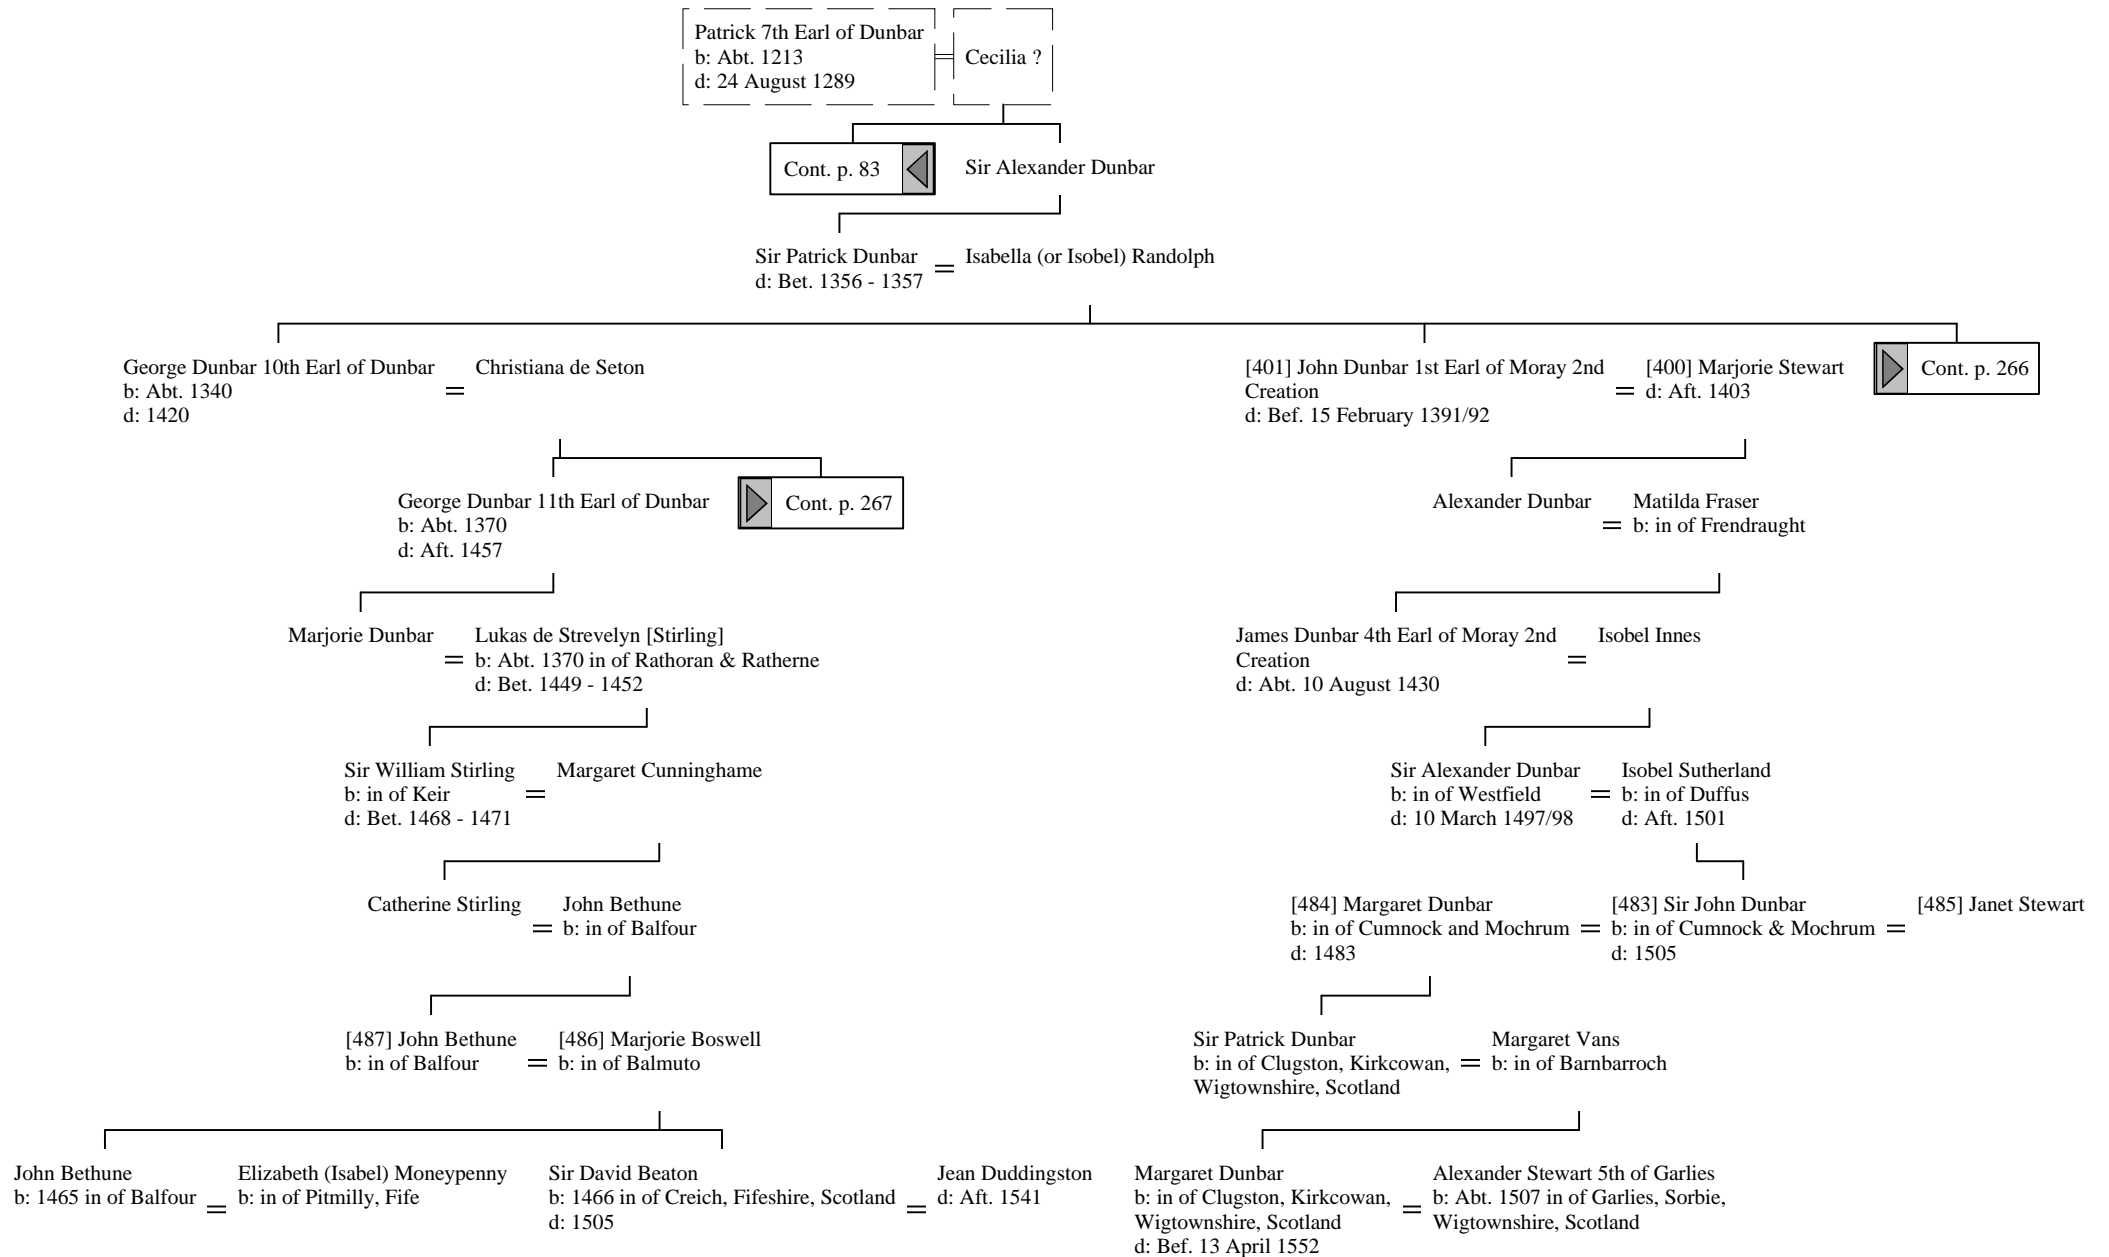 Patrick 7th Earl of Dunbar
b: Abt. 1213
d: 24 August 1289
Cecilia ?
Cont. p. 83
Sir Alexander Dunbar
Sir Patrick Dunbar
d: Bet. 1356 - 1357
=
Isabella (or Isobel) Randolph
George Dunbar 10th Earl of Dunbar
b: Abt. 1340
d: 1420
=
Christiana de Seton
[401] John Dunbar 1st Earl of Moray 2nd
Creation
d: Bef. 15 February 1391/92
=
[400] Marjorie Stewart
d: Aft. 1403
Cont. p. 266
George Dunbar 11th Earl of Dunbar
b: Abt. 1370
d: Aft. 1457
Cont. p. 267
Alexander Dunbar
=
Matilda Fraser
b: in of Frendraught
Marjorie Dunbar
=
Lukas de Strevelyn [Stirling]
b: Abt. 1370 in of Rathoran & Ratherne
d: Bet. 1449 - 1452
James Dunbar 4th Earl of Moray 2nd
Creation
d: Abt. 10 August 1430
=
Isobel Innes
Sir William Stirling
b: in of Keir
d: Bet. 1468 - 1471
=
Margaret Cunninghame
Sir Alexander Dunbar
b: in of Westfield
d: 10 March 1497/98
=
Isobel Sutherland
b: in of Duffus
d: Aft. 1501
Catherine Stirling
=
John Bethune
b: in of Balfour
[484] Margaret Dunbar
b: in of Cumnock and Mochrum
d: 1483
=
[483] Sir John Dunbar
b: in of Cumnock & Mochrum
d: 1505
=
[485] Janet Stewart
[487] John Bethune
b: in of Balfour
=
[486] Marjorie Boswell
b: in of Balmuto
Sir Patrick Dunbar
b: in of Clugston, Kirkcowan,
Wigtownshire, Scotland
=
Margaret Vans
b: in of Barnbarroch
John Bethune
b: 1465 in of Balfour
=
Elizabeth (Isabel) Moneypenny
b: in of Pitmilly, Fife
Sir David Beaton
b: 1466 in of Creich, Fifeshire, Scotland
d: 1505
=
Jean Duddingston
d: Aft. 1541
Margaret Dunbar
b: in of Clugston, Kirkcowan,
Wigtownshire, Scotland
d: Bef. 13 April 1552
=
Alexander Stewart 5th of Garlies
b: Abt. 1507 in of Garlies, Sorbie,
Wigtownshire, Scotland